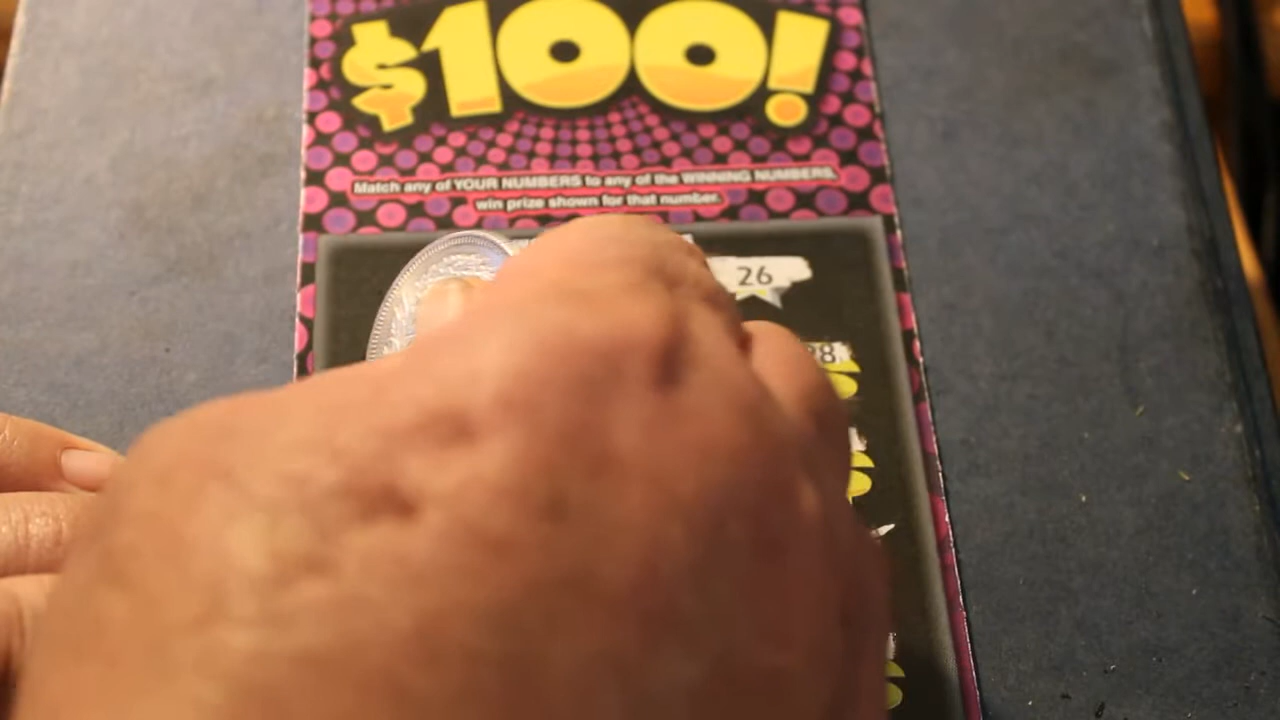 $100!
Match any of YOUR NUMBERS to any of the WINNING NUMBERS,
win prize shown for that number.
26
28